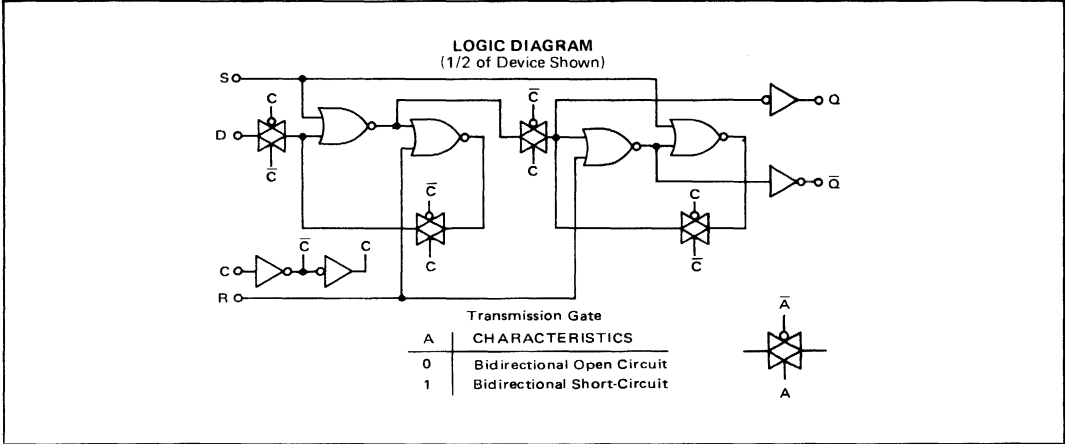 LOGIC DIAGRAM
(1/2 of Device Shown)
S
C
C̅
Q
D
C̅
C
C̅
C
Q̅
C̅
C
C
C̅
C
R
Transmission Gate
A CHARACTERISTICS
0 Bidirectional Open Circuit
1 Bidirectional Short-Circuit
A̅
A